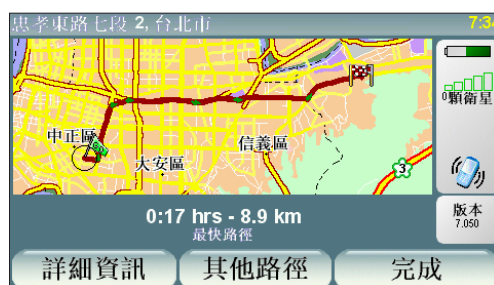 忠孝東路七段 2, 台北市
7:34
0顆衛星
中正區
大安區
信義區
3
版本
7.050
0:17 hrs - 8.9 km
最快路徑
詳細資訊
其他路徑
完成